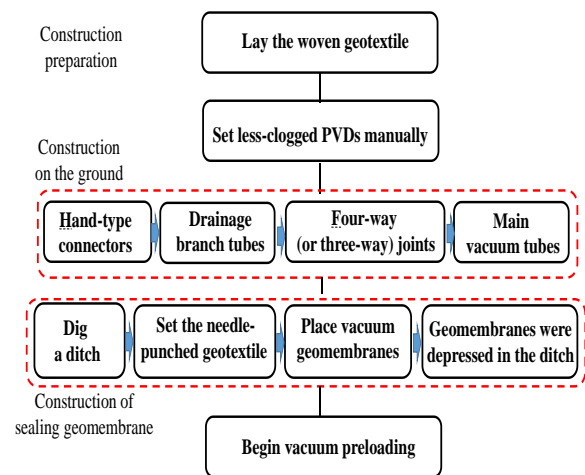 Construction
preparation
Lay the woven geotextile
Set less-clogged PVDs manually
Construction
on the ground
Hand-type
connectors
Drainage
branch tubes
Four-way
(or three-way) joints
Main
vacuum tubes
Dig
a ditch
Set the needle-
punched geotextile
Place vacuum
geomembranes
Geomembranes were
depressed in the ditch
Construction of
sealing geomembrane
Begin vacuum preloading